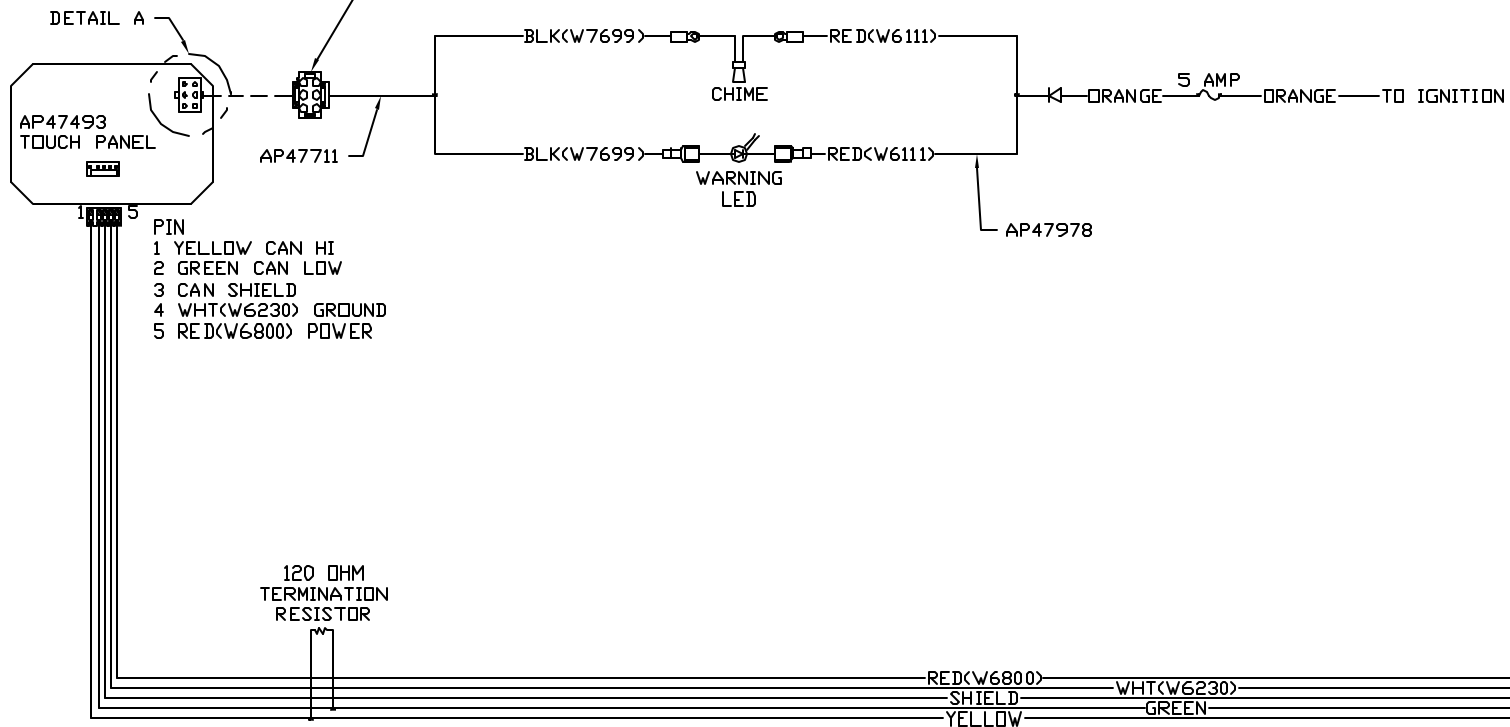 DETAIL A
BLK(W7699)
RED(W6111)
CHIME
5 AMP
ORANGE
ORANGE
TO IGNITION
AP47493
TOUCH PANEL
AP47711
BLK(W7699)
RED(W6111)
WARNING
LED
AP47978
1
5
PIN
1 YELLOW CAN HI
2 GREEN CAN LOW
3 CAN SHIELD
4 WHT(W6230) GROUND
5 RED(W6800) POWER
120 OHM
TERMINATION
RESISTOR
RED(W6800)
WHT(W6230)
SHIELD
GREEN
YELLOW